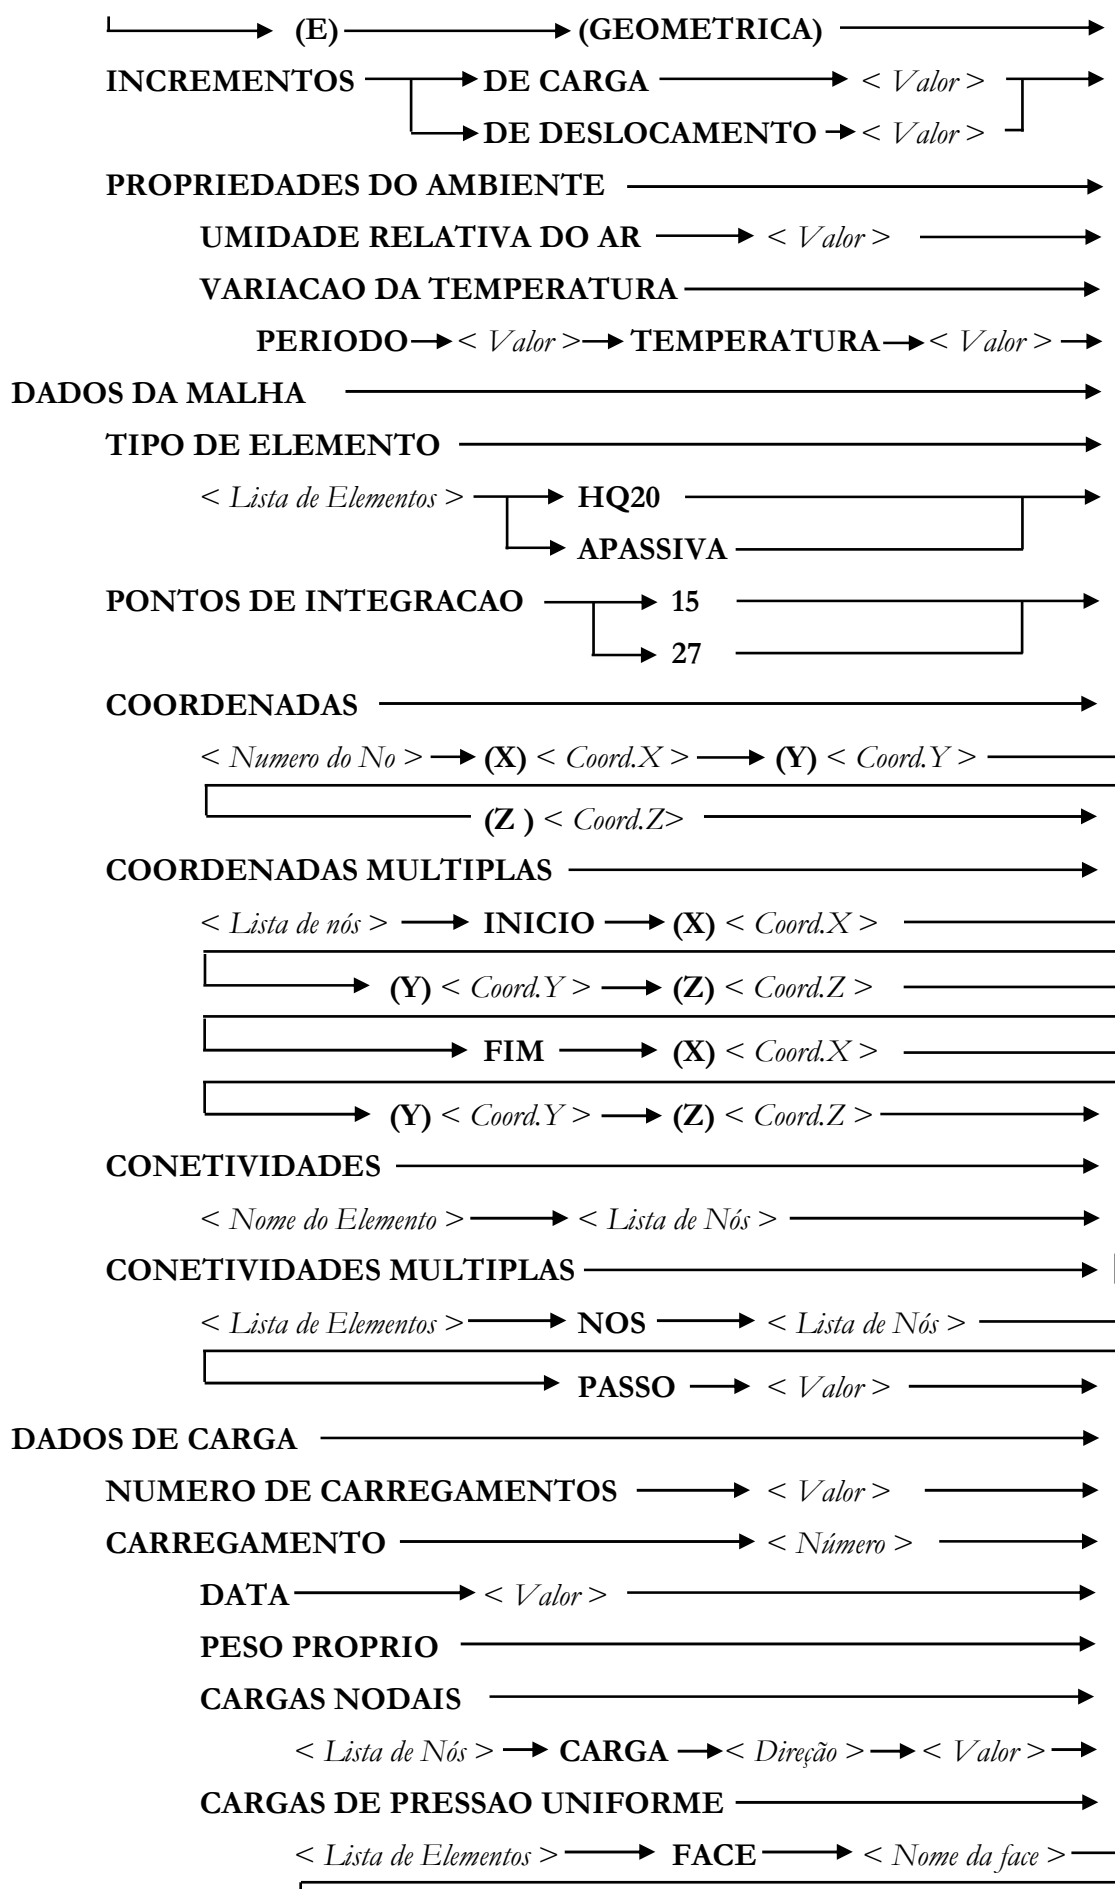 (E) (GEOMETRICA)
INCREMENTOS DE CARGA < Valor >
DE DESLOCAMENTO < Valor >
PROPRIEDADES DO AMBIENTE
UMIDADE RELATIVA DO AR < Valor >
VARIACAO DA TEMPERATURA
PERIODO < Valor > TEMPERATURA < Valor >
DADOS DA MALHA
TIPO DE ELEMENTO
< Lista de Elementos > HQ20
APASSIVA
PONTOS DE INTEGRACAO 15
27
COORDENADAS
< Numero do No > (X) < Coord.X > (Y) < Coord.Y >
(Z ) < Coord.Z>
COORDENADAS MULTIPLAS
< Lista de nós > INICIO (X) < Coord.X >
(Y) < Coord.Y > (Z) < Coord.Z >
FIM (X) < Coord.X >
(Y) < Coord.Y > (Z) < Coord.Z >
CONETIVIDADES
< Nome do Elemento > < Lista de Nós >
CONETIVIDADES MULTIPLAS
< Lista de Elementos > NOS < Lista de Nós >
PASSO < Valor >
DADOS DE CARGA
NUMERO DE CARREGAMENTOS < Valor >
CARREGAMENTO < Número >
DATA < Valor >
PESO PROPRIO
CARGAS NODAIS
< Lista de Nós > CARGA < Direção > < Valor >
CARGAS DE PRESSAO UNIFORME
< Lista de Elementos > FACE < Nome da face >